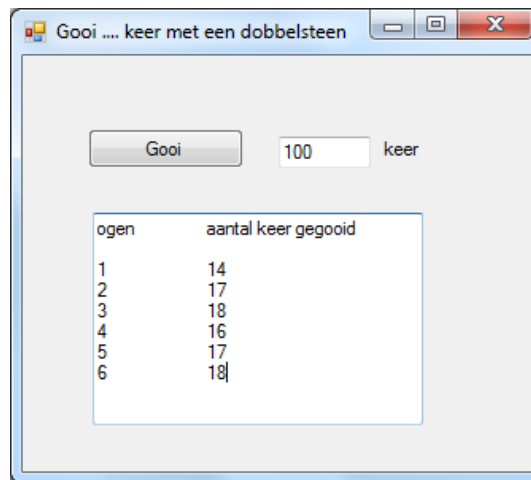 Gooi .... keer met een dobbelsteen
Gooi 100 keer
ogen aantal keer gegooid
1 14
2 17
3 18
4 16
5 17
6 18